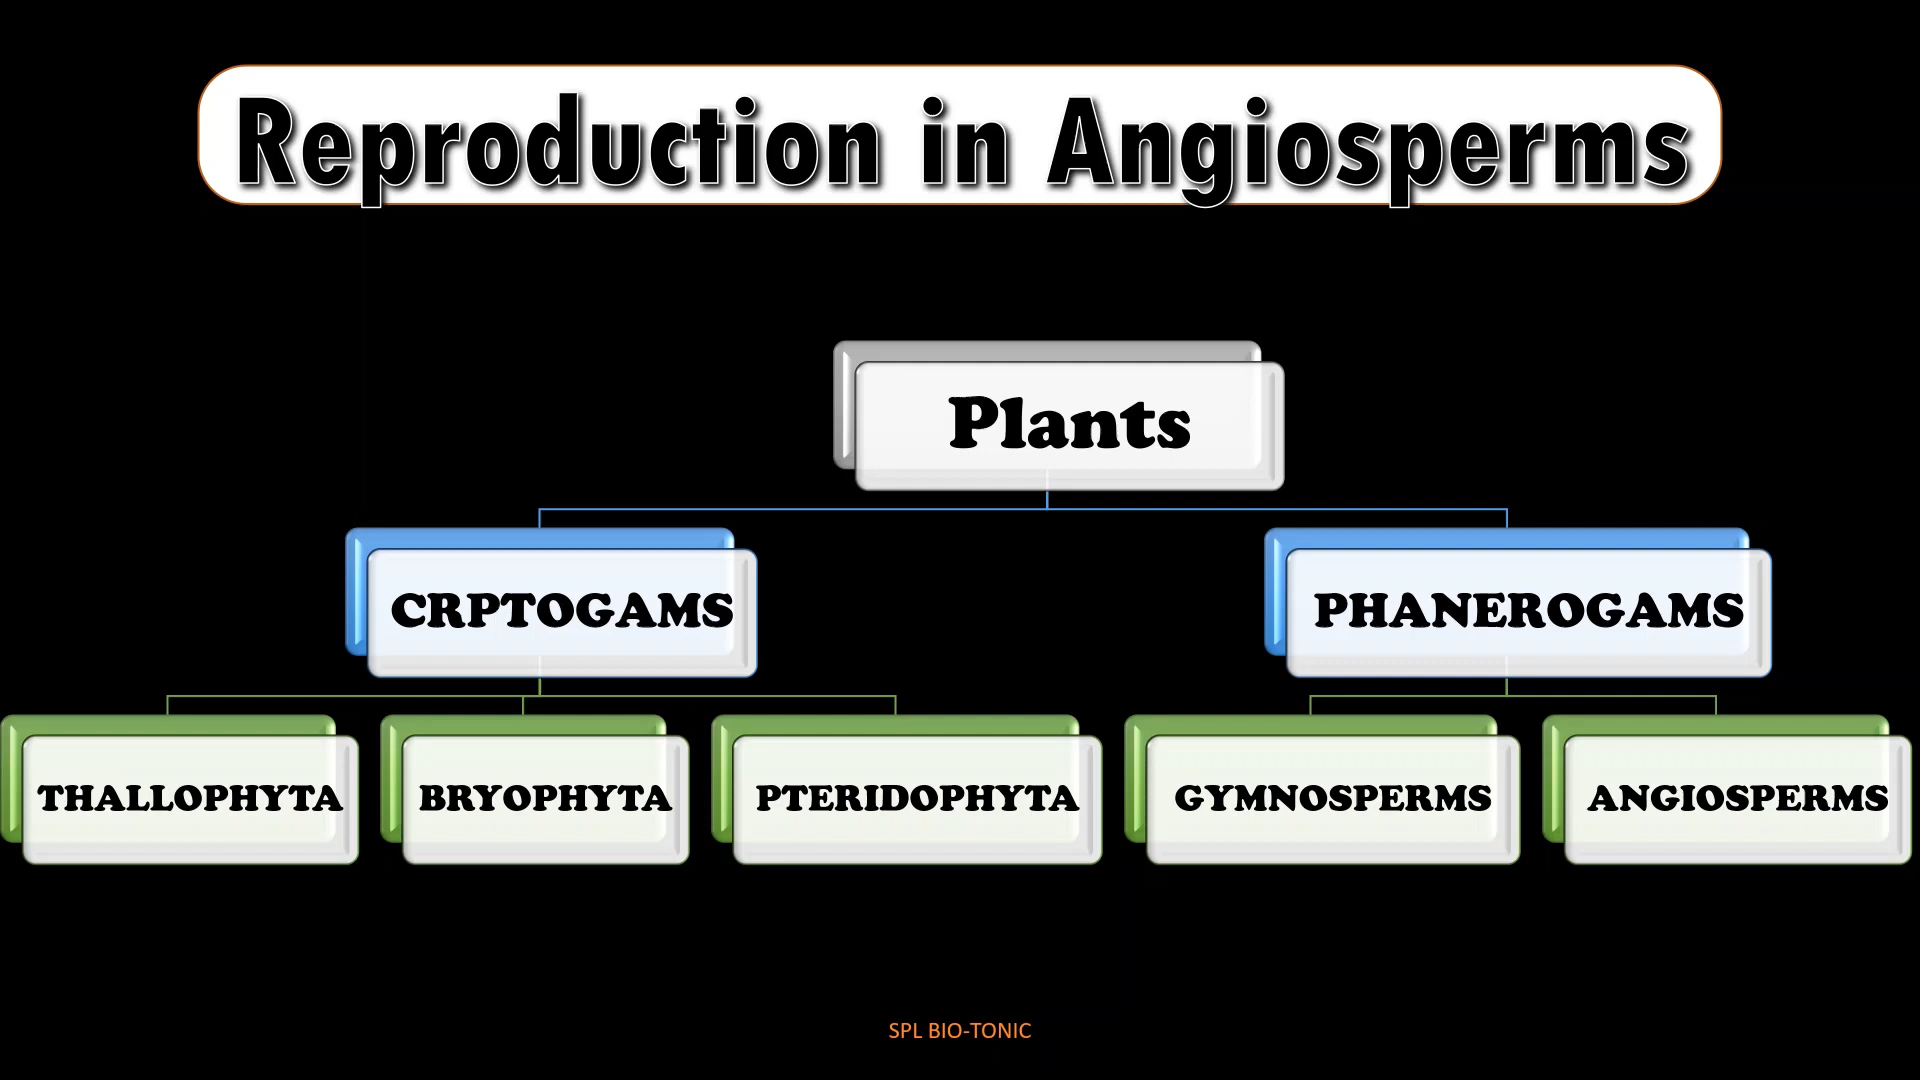 Reproduction in Angiosperms
Plants
CRPTOGAMS
PHANEROGAMS
THALLOPHYTA
BRYOPHYTA
PTERIDOPHYTA
GYMNOSPERMS
ANGIOSPERMS
SPL BIO-TONIC